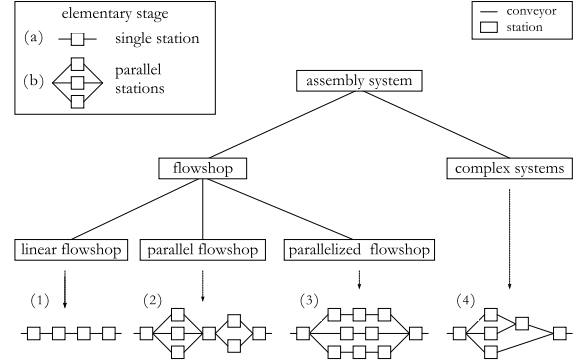 elementary stage
(a) single station
(b) parallel
stations
conveyor
station
assembly system
flowshop
complex systems
linear flowshop
parallel flowshop
parallelized flowshop
(1)
(2)
(3)
(4)